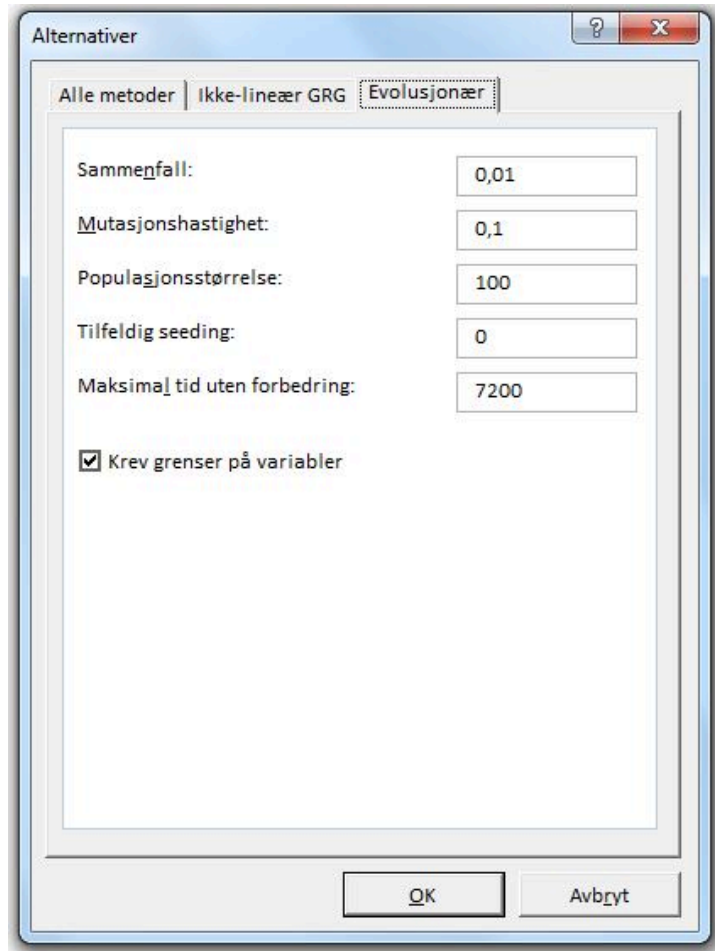 Alternativer
?
Alle metoder
Ikke-lineær GRG
Evolusjonær
Sammenfall: 0,01
Mutasjonshastighet: 0,1
Populasjonsstørrelse: 100
Tilfeldig seeding: 0
Maksimal tid uten forbedring: 7200
Krev grenser på variabler
OK
Avbryt